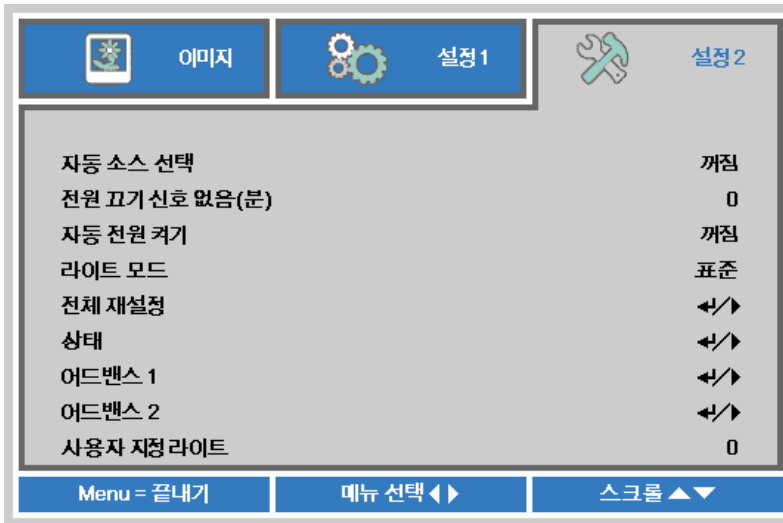 이미지 설정1 설정2
자동 소스 선택 꺼짐
전원 끄기 신호 없음(분) 0
자동 전원 켜기 꺼짐
라이트 모드 표준
전체 재설정 ↵/▶
상태 ↵/▶
어드밴스 1 ↵/▶
어드밴스 2 ↵/▶
사용자 지정 라이트 0
Menu = 끝내기 메뉴 선택 ◀ ▶ 스크롤 ▲▼